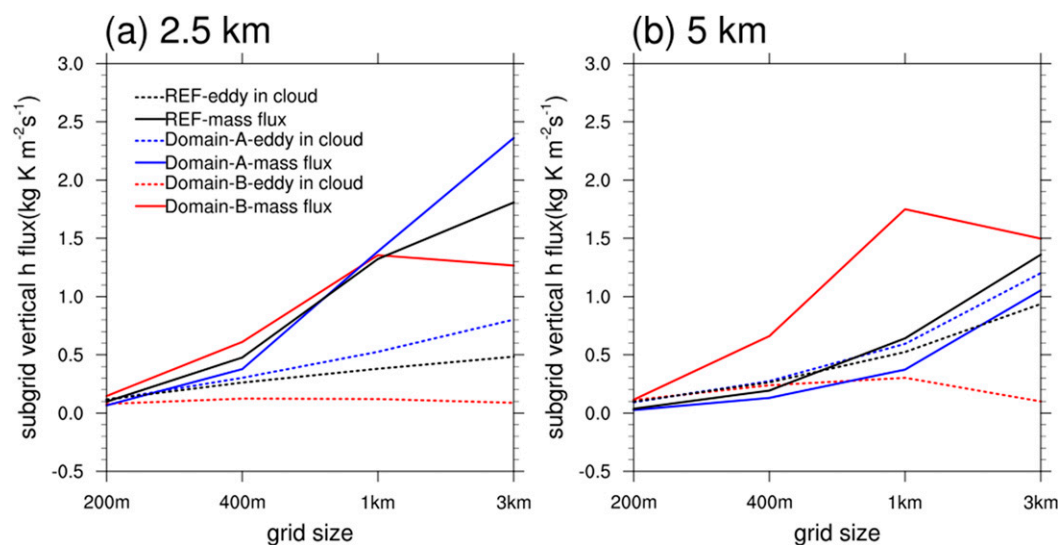 (a) 2.5 km
subgrid vertical h flux(kg K m⁻²s⁻¹)
3.0
2.5
2.0
1.5
1.0
0.5
0.0
-0.5
REF-eddy in cloud
REF-mass flux
Domain-A-eddy in cloud
Domain-A-mass flux
Domain-B-eddy in cloud
Domain-B-mass flux
200m 400m 1km 3km
grid size
(b) 5 km
subgrid vertical h flux(kg K m⁻²s⁻¹)
3.0
2.5
2.0
1.5
1.0
0.5
0.0
-0.5
200m 400m 1km 3km
grid size